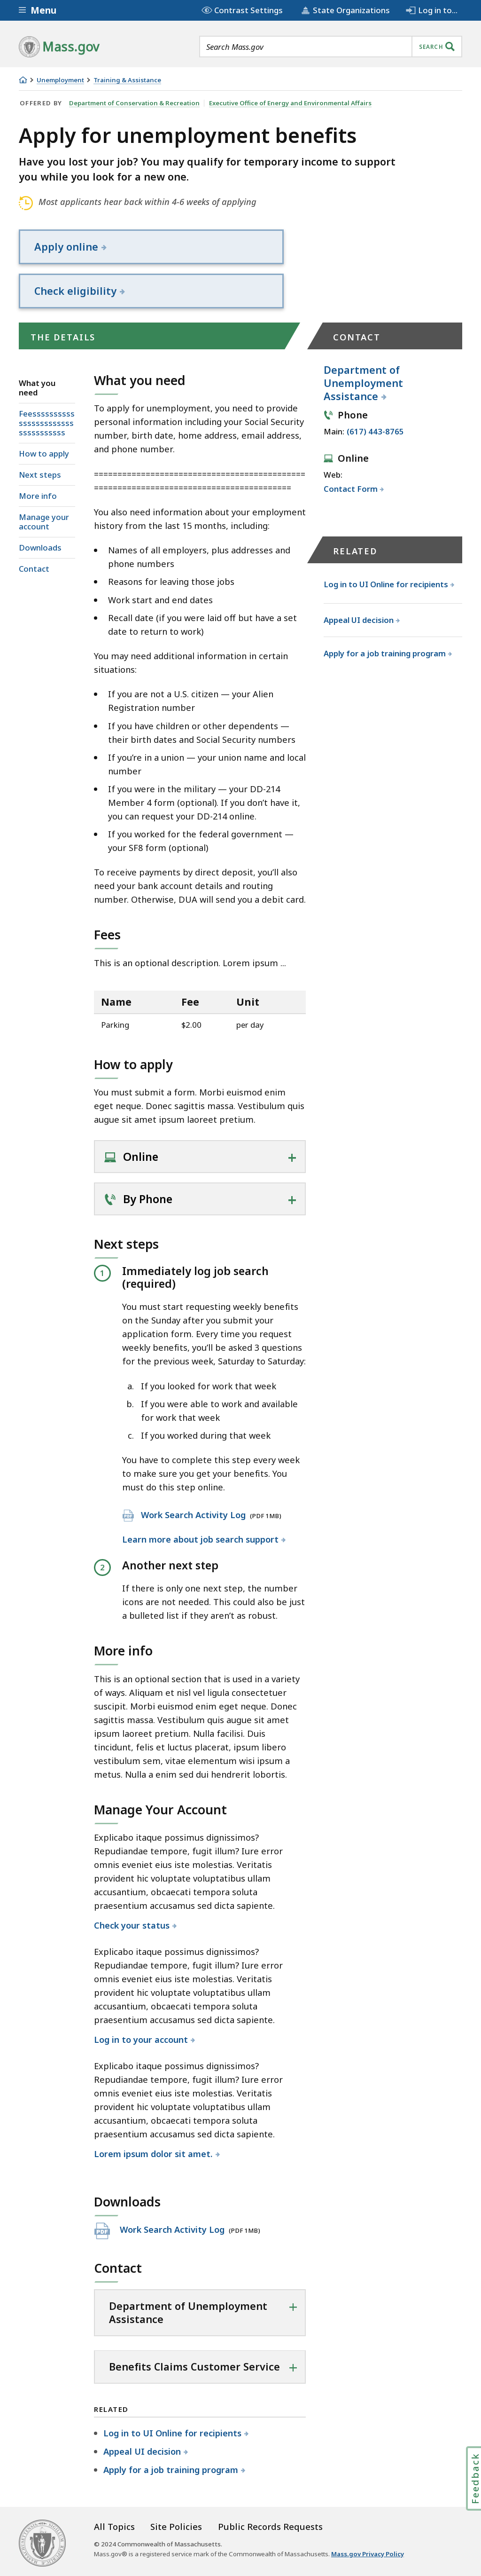 Menu
Contrast Settings
State Organizations
Log in to...
Mass.gov
Search Mass.gov
SEARCH
Unemployment
Training & Assistance
OFFERED BY Department of Conservation & Recreation Executive Office of Energy and Environmental Affairs
Apply for unemployment benefits
Have you lost your job? You may qualify for temporary income to support
you while you look for a new one.
Most applicants hear back within 4-6 weeks of applying
Apply online
Check eligibility
THE DETAILS
What you
need
Feessssssssss
sssssssssssss
sssssssssss
How to apply
Next steps
More info
Manage your
account
Downloads
Contact
What you need
To apply for unemployment, you need to provide
personal information including your Social Security
number, birth date, home address, email address,
and phone number.
=============================================
==========================================
You also need information about your employment
history from the last 15 months, including:
Names of all employers, plus addresses and
phone numbers
Reasons for leaving those jobs
Work start and end dates
Recall date (if you were laid off but have a set
date to return to work)
You may need additional information in certain
situations:
If you are not a U.S. citizen — your Alien
Registration number
If you have children or other dependents —
their birth dates and Social Security numbers
If you’re in a union — your union name and local
number
If you were in the military — your DD-214
Member 4 form (optional). If you don’t have it,
you can request your DD-214 online.
If you worked for the federal government —
your SF8 form (optional)
To receive payments by direct deposit, you’ll also
need your bank account details and routing
number. Otherwise, DUA will send you a debit card.
Fees
This is an optional description. Lorem ipsum ...
Name Fee Unit
Parking $2.00 per day
How to apply
You must submit a form. Morbi euismod enim
eget neque. Donec sagittis massa. Vestibulum quis
augue sit amet ipsum laoreet pretium.
Online
By Phone
Next steps
1 Immediately log job search
(required)
You must start requesting weekly benefits
on the Sunday after you submit your
application form. Every time you request
weekly benefits, you’ll be asked 3 questions
for the previous week, Saturday to Saturday:
a. If you looked for work that week
b. If you were able to work and available
for work that week
c. If you worked during that week
You have to complete this step every week
to make sure you get your benefits. You
must do this step online.
Work Search Activity Log (PDF 1MB)
Learn more about job search support
2 Another next step
If there is only one next step, the number
icons are not needed. This could also be just
a bulleted list if they aren’t as robust.
More info
This is an optional section that is used in a variety
of ways. Aliquam et nisl vel ligula consectetuer
suscipit. Morbi euismod enim eget neque. Donec
sagittis massa. Vestibulum quis augue sit amet
ipsum laoreet pretium. Nulla facilisi. Duis
tincidunt, felis et luctus placerat, ipsum libero
vestibulum sem, vitae elementum wisi ipsum a
metus. Nulla a enim sed dui hendrerit lobortis.
Manage Your Account
Explicabo itaque possimus dignissimos?
Repudiandae tempore, fugit illum? Iure error
omnis eveniet eius iste molestias. Veritatis
provident hic voluptate voluptatibus ullam
accusantium, obcaecati tempora soluta
praesentium accusamus sed dicta sapiente.
Check your status
Explicabo itaque possimus dignissimos?
Repudiandae tempore, fugit illum? Iure error
omnis eveniet eius iste molestias. Veritatis
provident hic voluptate voluptatibus ullam
accusantium, obcaecati tempora soluta
praesentium accusamus sed dicta sapiente.
Log in to your account
Explicabo itaque possimus dignissimos?
Repudiandae tempore, fugit illum? Iure error
omnis eveniet eius iste molestias. Veritatis
provident hic voluptate voluptatibus ullam
accusantium, obcaecati tempora soluta
praesentium accusamus sed dicta sapiente.
Lorem ipsum dolor sit amet.
Downloads
Work Search Activity Log (PDF 1MB)
Contact
Department of Unemployment
Assistance
Benefits Claims Customer Service
RELATED
Log in to UI Online for recipients
Appeal UI decision
Apply for a job training program
CONTACT
Department of
Unemployment
Assistance
Phone
Main: (617) 443-8765
Online
Web:
Contact Form
RELATED
Log in to UI Online for recipients
Appeal UI decision
Apply for a job training program
Feedback
All Topics Site Policies Public Records Requests
© 2024 Commonwealth of Massachusetts.
Mass.gov® is a registered service mark of the Commonwealth of Massachusetts. Mass.gov Privacy Policy